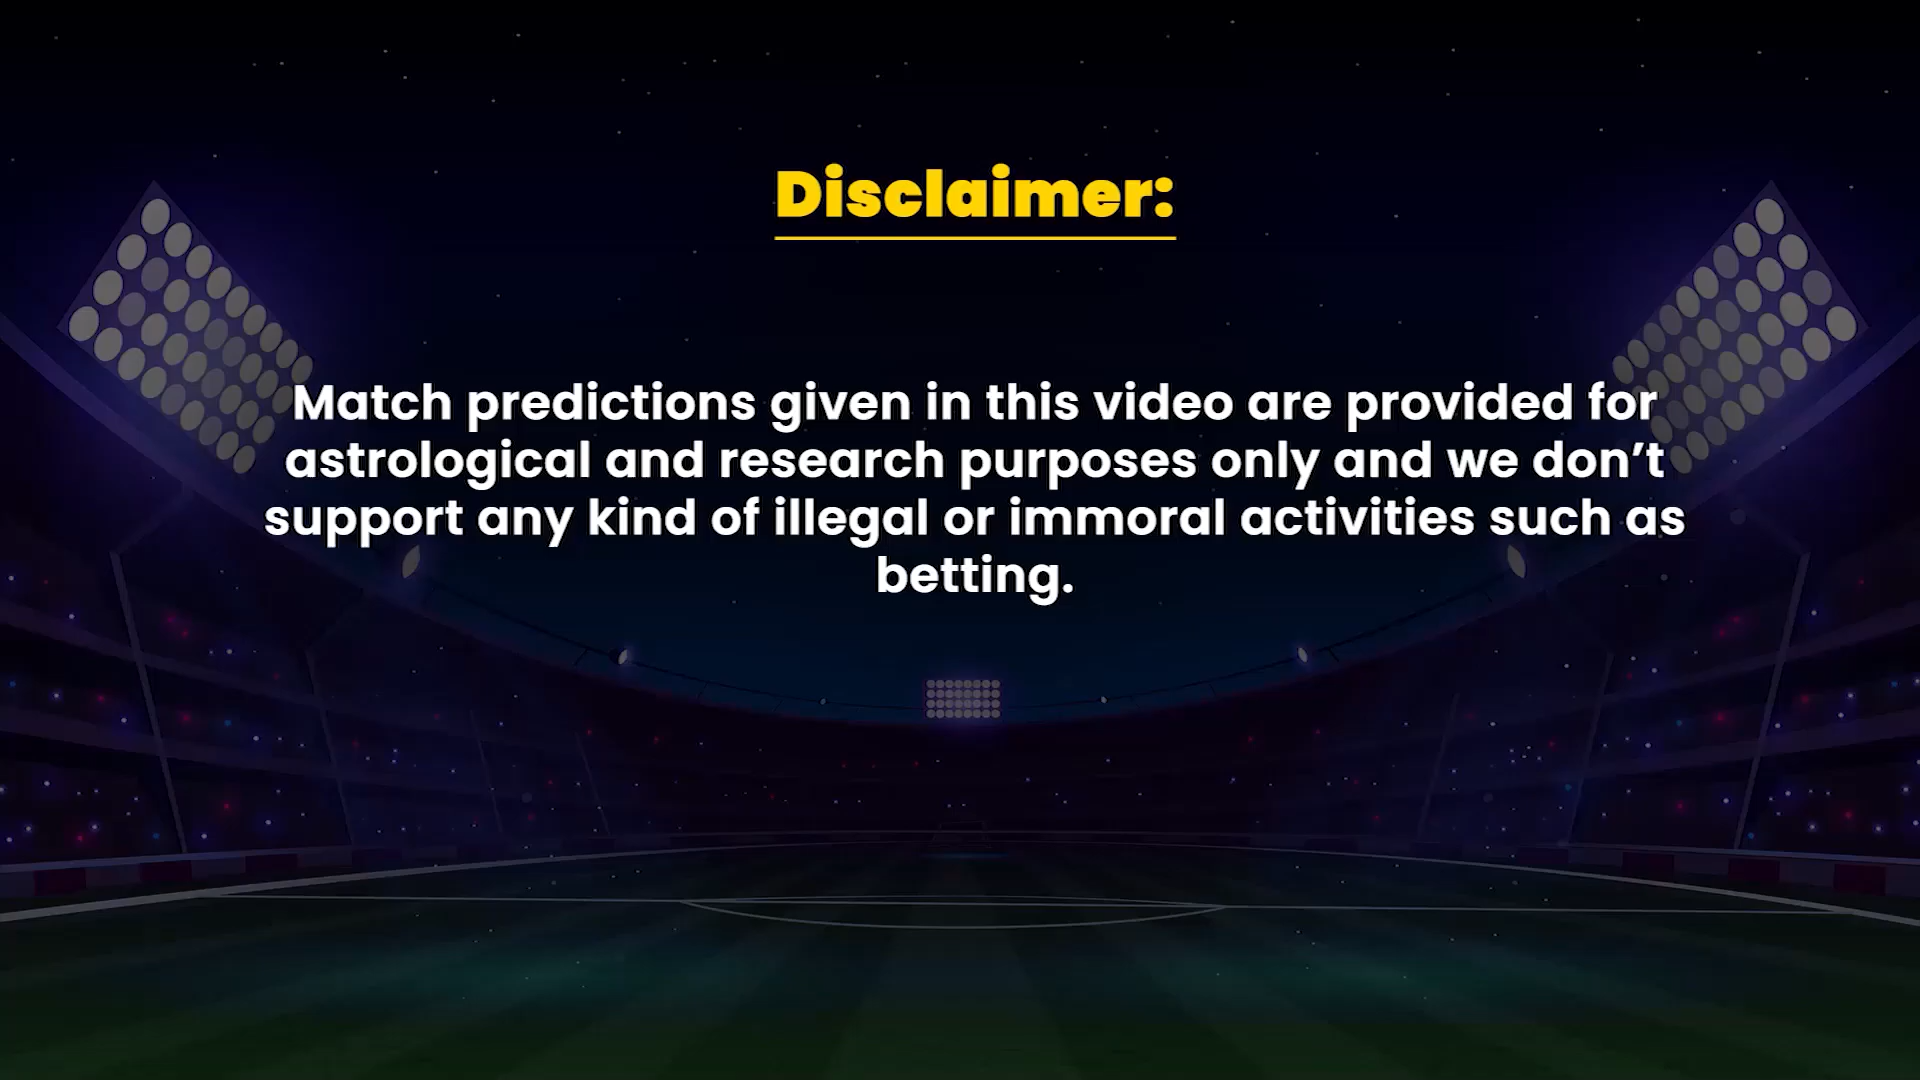 Disclaimer:
Match predictions given in this video are provided for
astrological and research purposes only and we don’t
support any kind of illegal or immoral activities such as
betting.